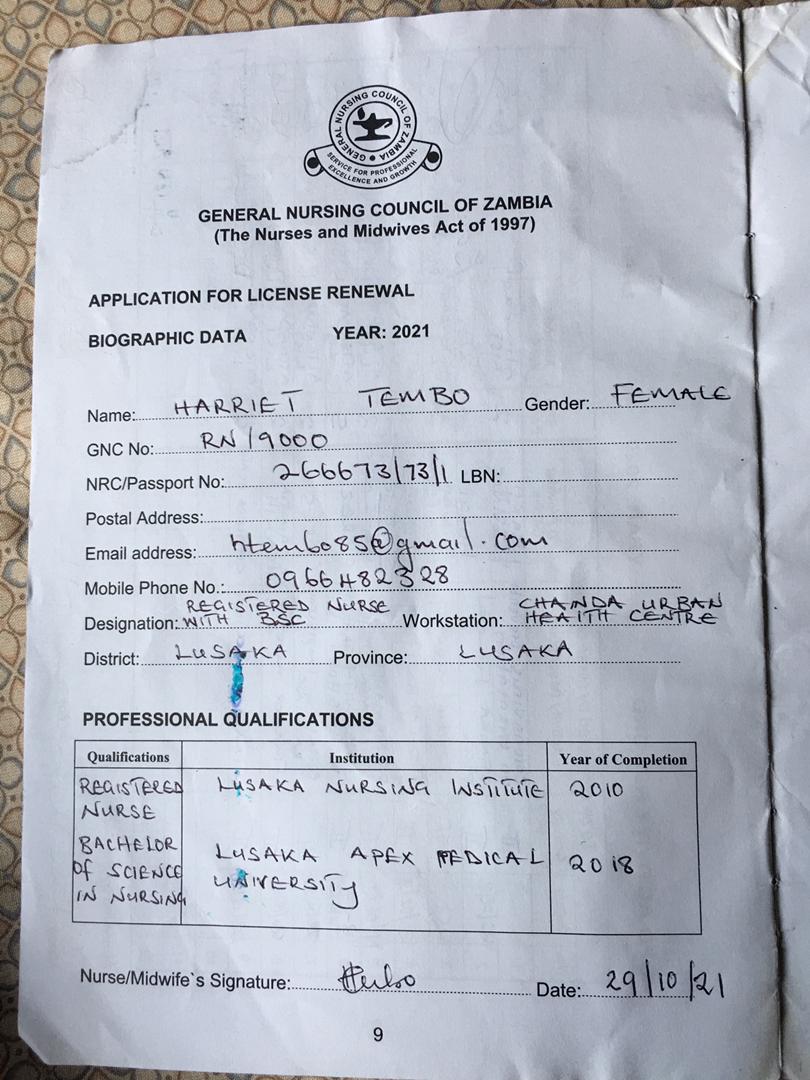 GENERAL NURSING COUNCIL OF ZAMBIA
SERVICE FOR PROFESSIONAL
EXCELLENCE AND GROWTH
GENERAL NURSING COUNCIL OF ZAMBIA
(The Nurses and Midwives Act of 1997)
APPLICATION FOR LICENSE RENEWAL
BIOGRAPHIC DATA YEAR: 2021
Name: HARRIET TEMBO Gender: FEMALE
GNC No: RN19000
NRC/Passport No: 266673/73/1 LBN:
Postal Address:
Email address: htembo85@gmail.com
Mobile Phone No.: 0966482328
Designation: REGISTERED NURSE WITH BSC Workstation: CHAINDA URBAN HEAITH CENTRE
District: LUSAKA Province: LUSAKA
PROFESSIONAL QUALIFICATIONS
Qualifications Institution Year of Completion
REGISTERED NURSE LUSAKA NURSING INSTITUTE 2010
BACHELOR OF SCIENCE IN NURSING LUSAKA APEX MEDICAL UNIVERSITY 2018
Nurse/Midwife`s Signature: Date: 29/10/21
9